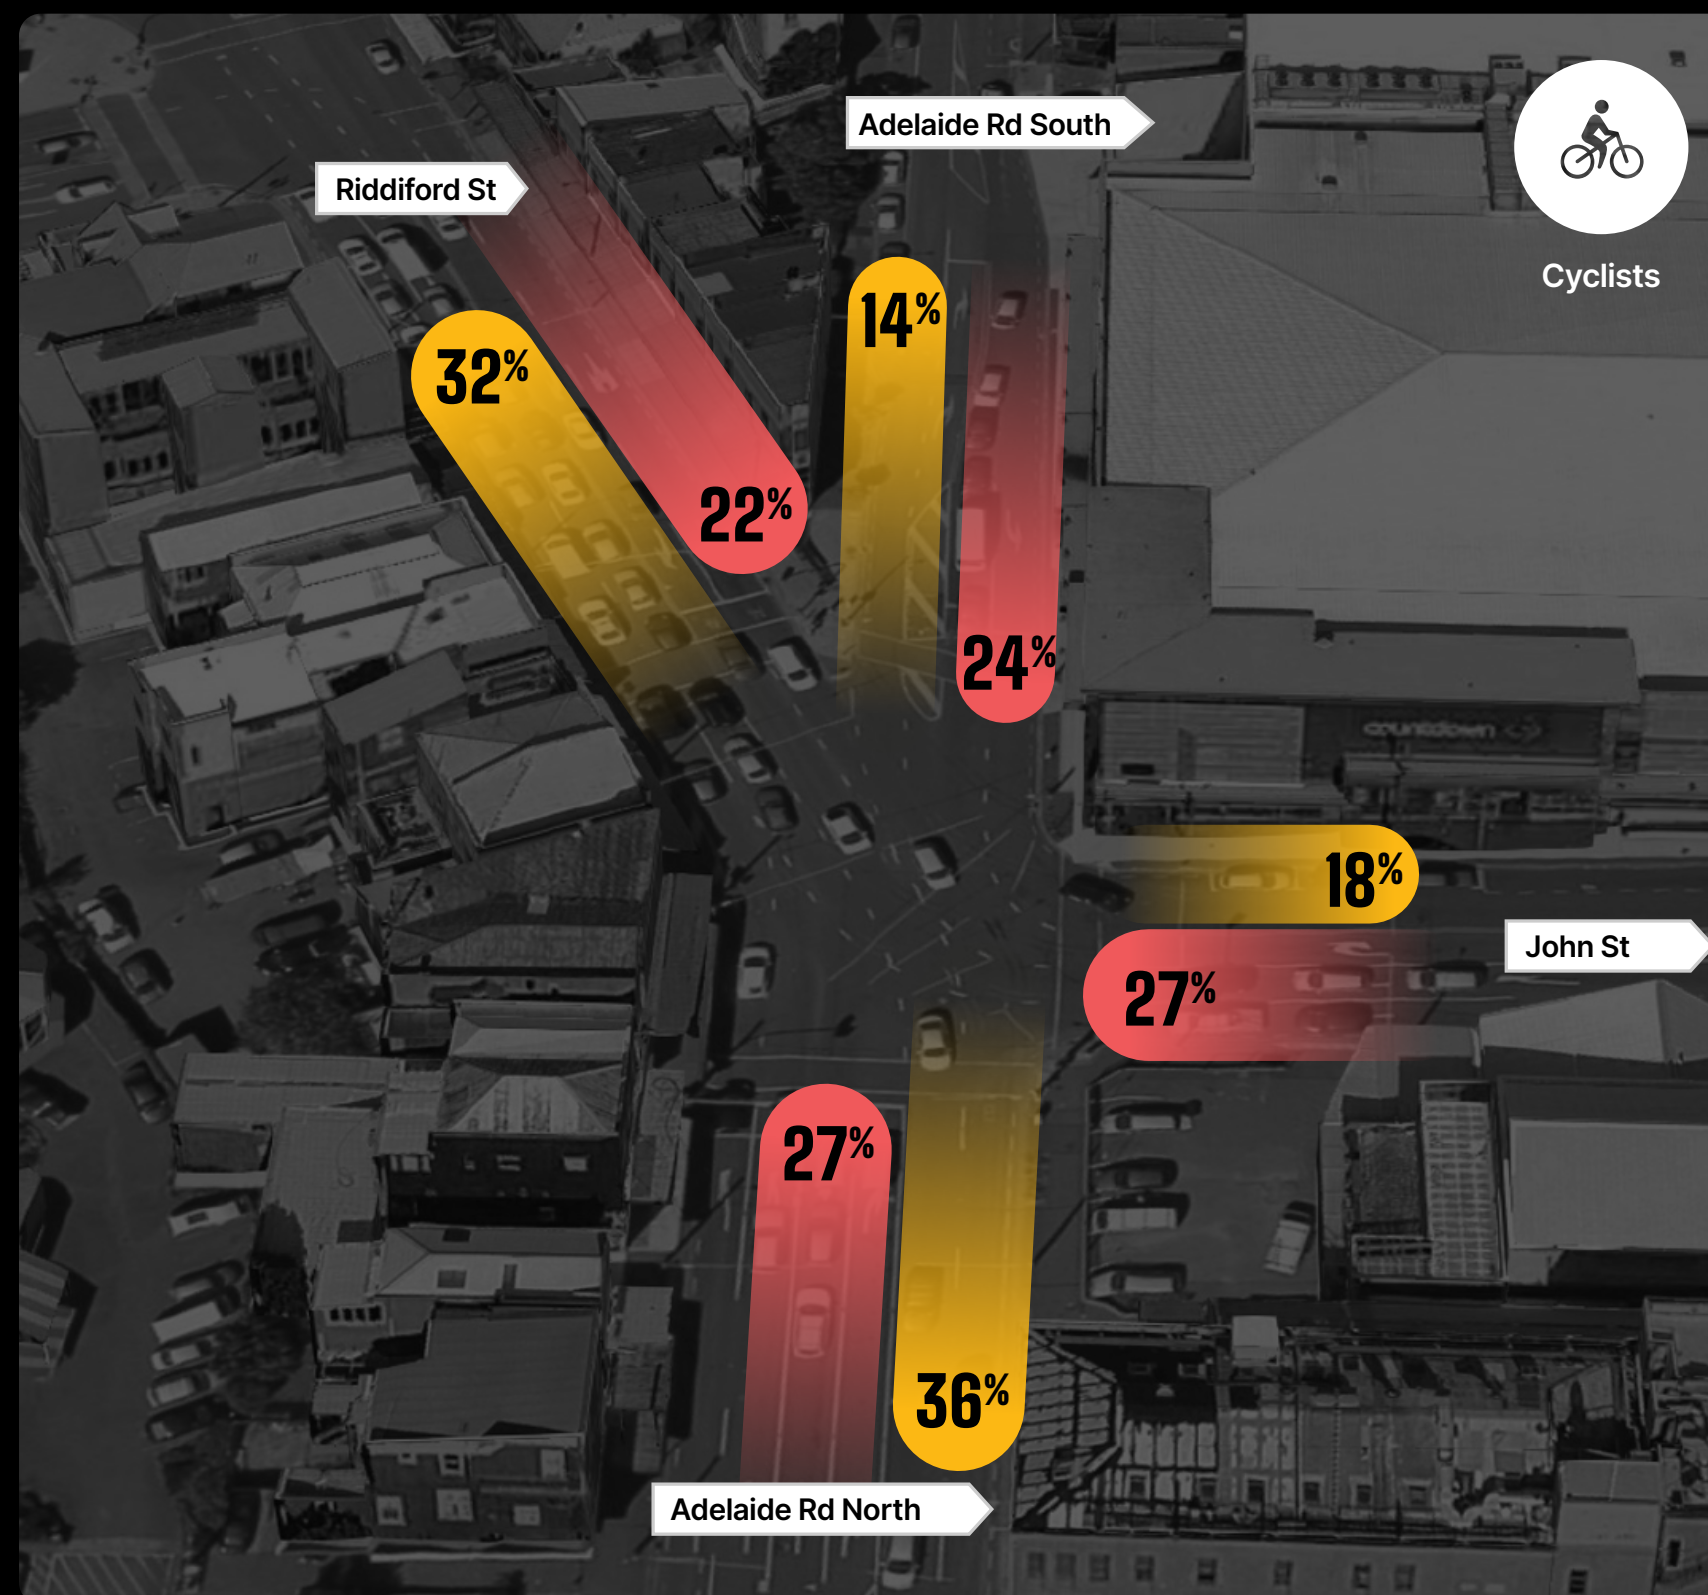 Adelaide Rd South
Riddiford St
Cyclists
14%
32%
22%
24%
countdown
18%
John St
27%
27%
36%
Adelaide Rd North